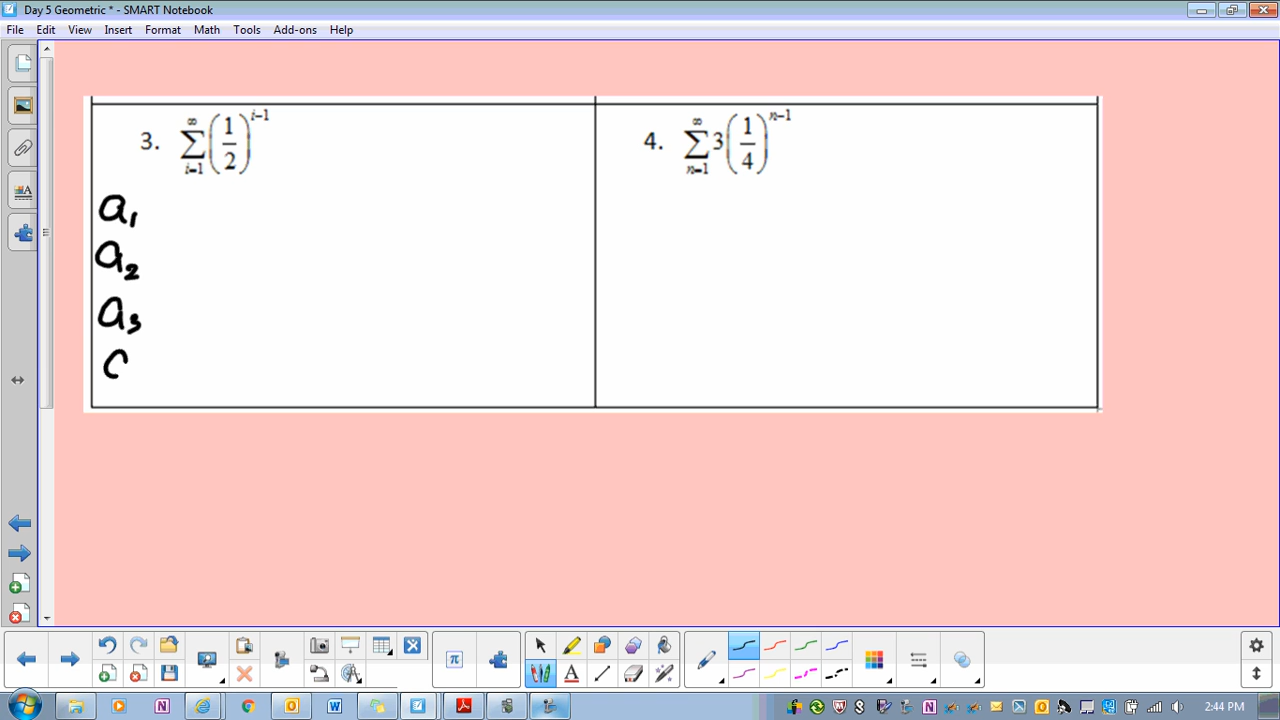 Day 5 Geometric * - SMART Notebook
File Edit View Insert Format Math Tools Add-ons Help
3. ∞ ∑ i=1 (1/2)^i−1
4. ∞ ∑ n=1 3(1/4)^n−1
a₁
a₂
a₃
C
2:44 PM